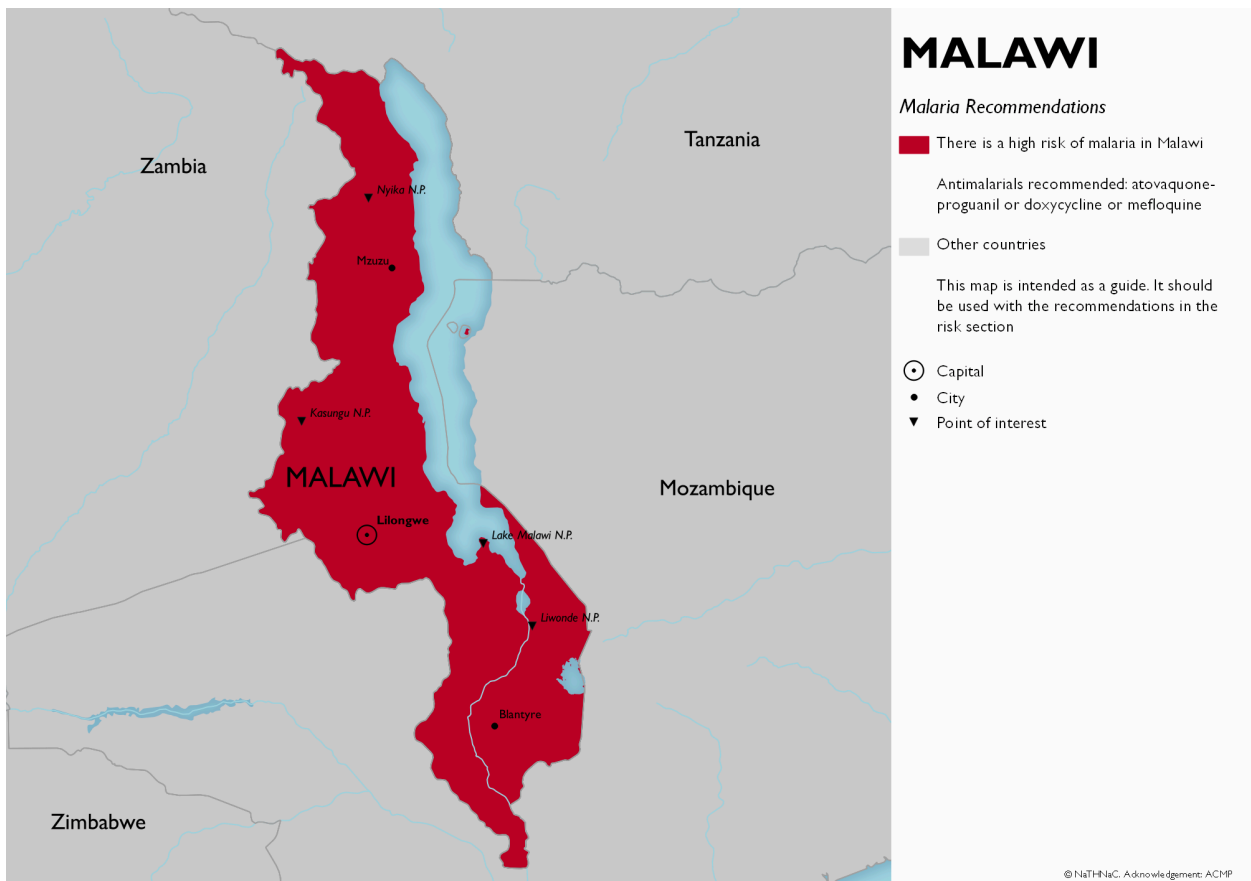 MALAWI
Malaria Recommendations
There is a high risk of malaria in Malawi
Antimalarials recommended: atovaquone-
proguanil or doxycycline or mefloquine
Other countries
This map is intended as a guide. It should
be used with the recommendations in the
risk section
Capital
City
Point of interest
Tanzania
Zambia
Nyika N.P.
Mzuzu
Kasungu N.P.
MALAWI
Mozambique
Lilongwe
Lake Malawi N.P.
Liwonde N.P.
Blantyre
Zimbabwe
© NaTHNaC. Acknowledgement: ACMP